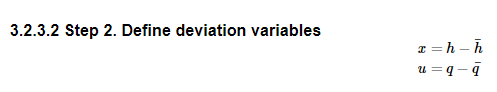 3.2.3.2 Step 2. Define deviation variables
x = h − h̄
u = q − q̄